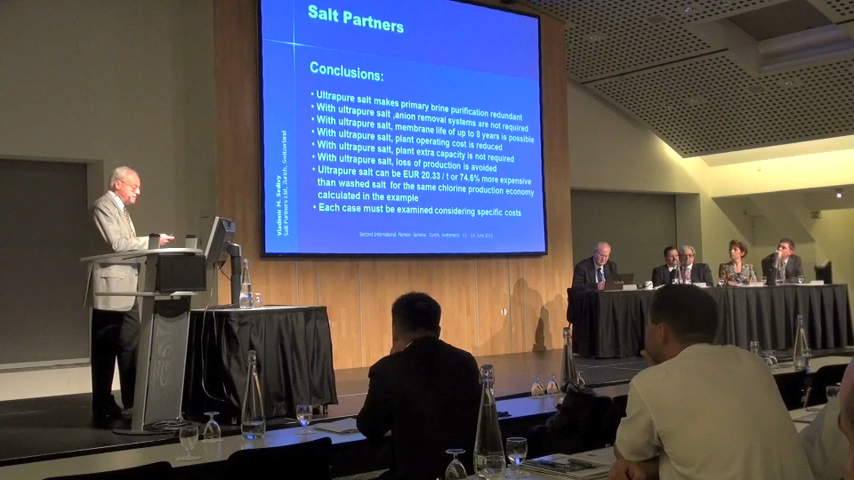 Salt Partners
Conclusions:
• Ultrapure salt makes primary brine purification redundant
• With ultrapure salt ,anion removal systems are not required
• With ultrapure salt, membrane life of up to 8 years is possible
• With ultrapure salt, plant operating cost is reduced
• With ultrapure salt, plant extra capacity is not required
• With ultrapure salt, loss of production is avoided
• Ultrapure salt can be EUR 20.33 / t or 74.6% more expensive
than washed salt for the same chlorine production economy
calculated in the example
• Each case must be examined considering specific costs
Vladimir M. Sedivy
Salt Partners Ltd, Zurich, Switzerland